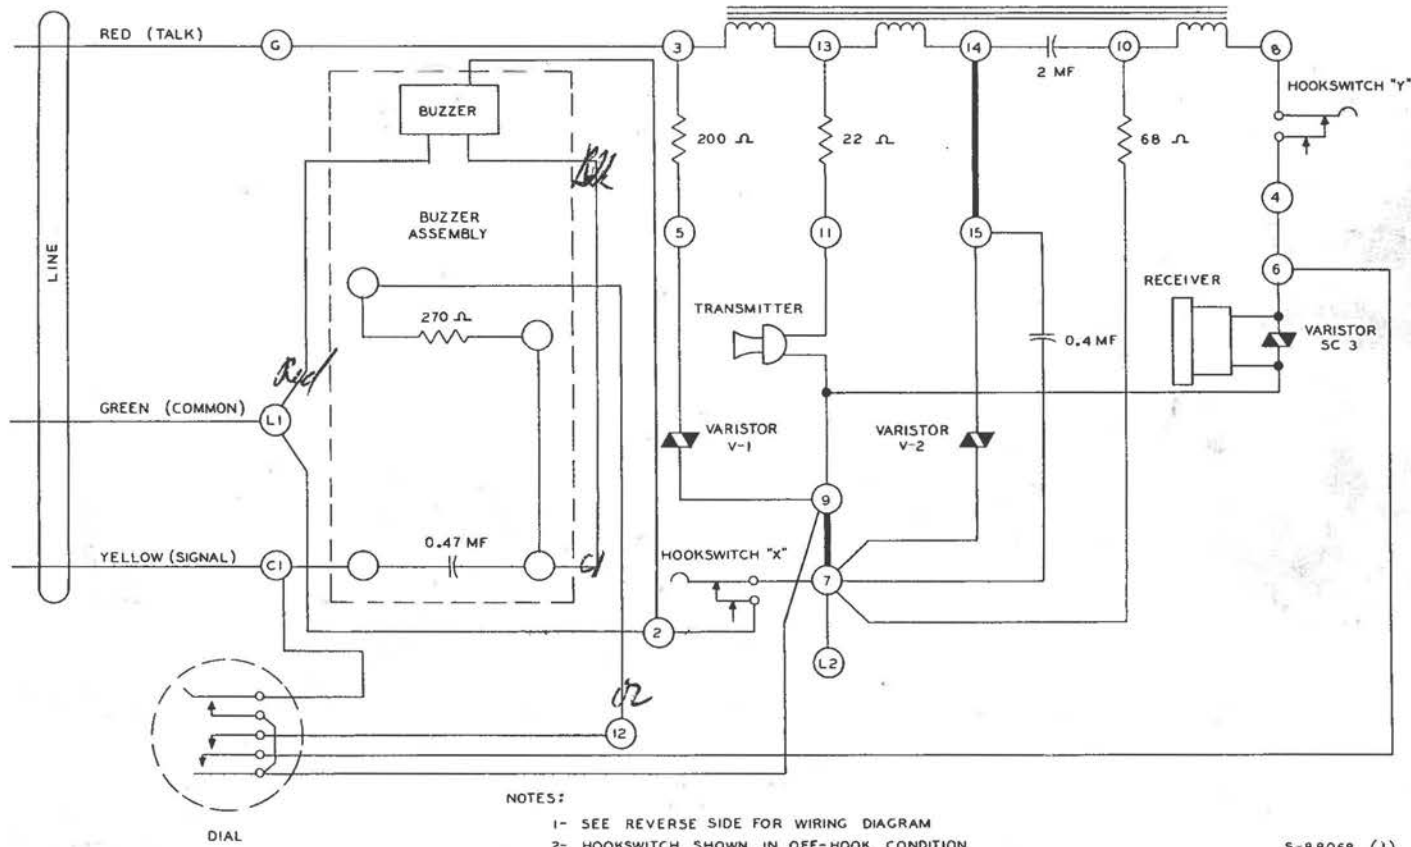 RED (TALK)
G
3
13
14
2 MF
10
8
HOOKSWITCH "Y"
BUZZER
200 Ω
22 Ω
68 Ω
Blk
4
BUZZER
ASSEMBLY
5
11
15
6
LINE
RECEIVER
TRANSMITTER
270 Ω
0.4 MF
VARISTOR
SC 3
Red
GREEN (COMMON)
L1
VARISTOR
V-1
VARISTOR
V-2
9
YELLOW (SIGNAL)
C1
0.47 MF
C1
HOOKSWITCH "X"
7
2
L2
12
DIAL
NOTES:
1- SEE REVERSE SIDE FOR WIRING DIAGRAM
2- HOOKSWITCH SHOWN IN OFF-HOOK CONDITION